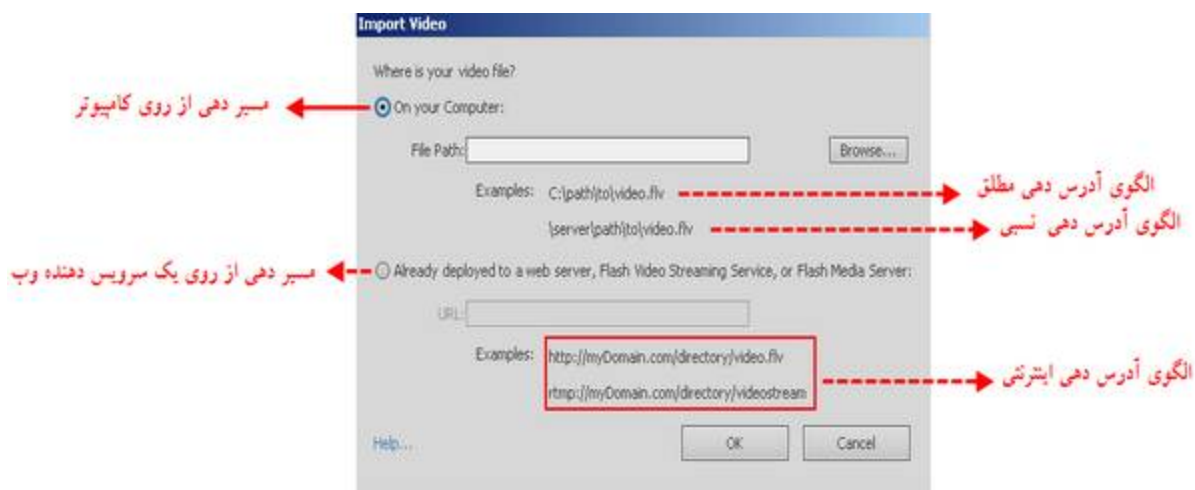 Import Video
Where is your video file?
مسیر دهی از روی کامپیوتر
On your Computer:
File Path:
Browse...
Examples: C:\path\to\video.flv
الگوی آدرس دهی مطلق
\server\path\to\video.flv
الگوی آدرس دهی نسبی
مسیر دهی از روی یک سرویس دهنده وب
Already deployed to a web server, Flash Video Streaming Service, or Flash Media Server:
URL:
Examples: http://myDomain.com/directory/video.flv
rtmp://myDomain.com/directory/videostream
الگوی آدرس دهی اینترنتی
Help...
OK
Cancel